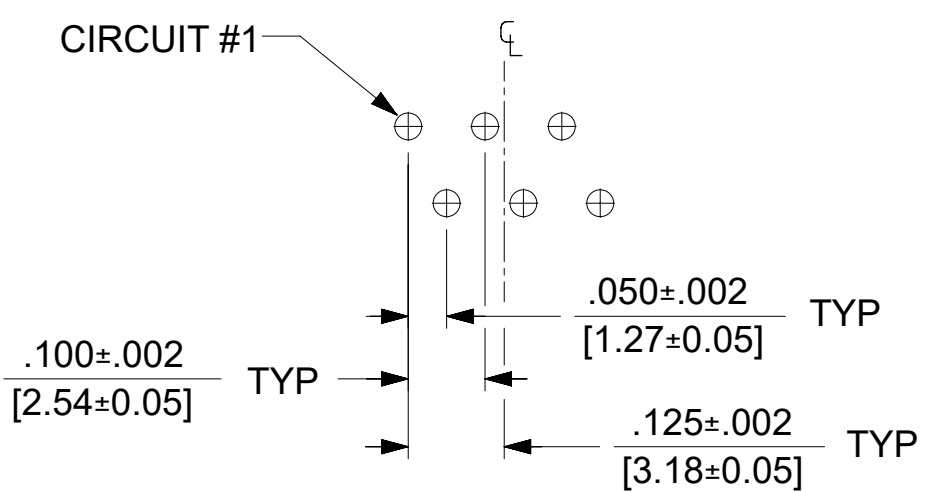 CIRCUIT #1
℄
.050±.002
TYP
[1.27±0.05]
.100±.002
TYP
[2.54±0.05]
.125±.002
TYP
[3.18±0.05]